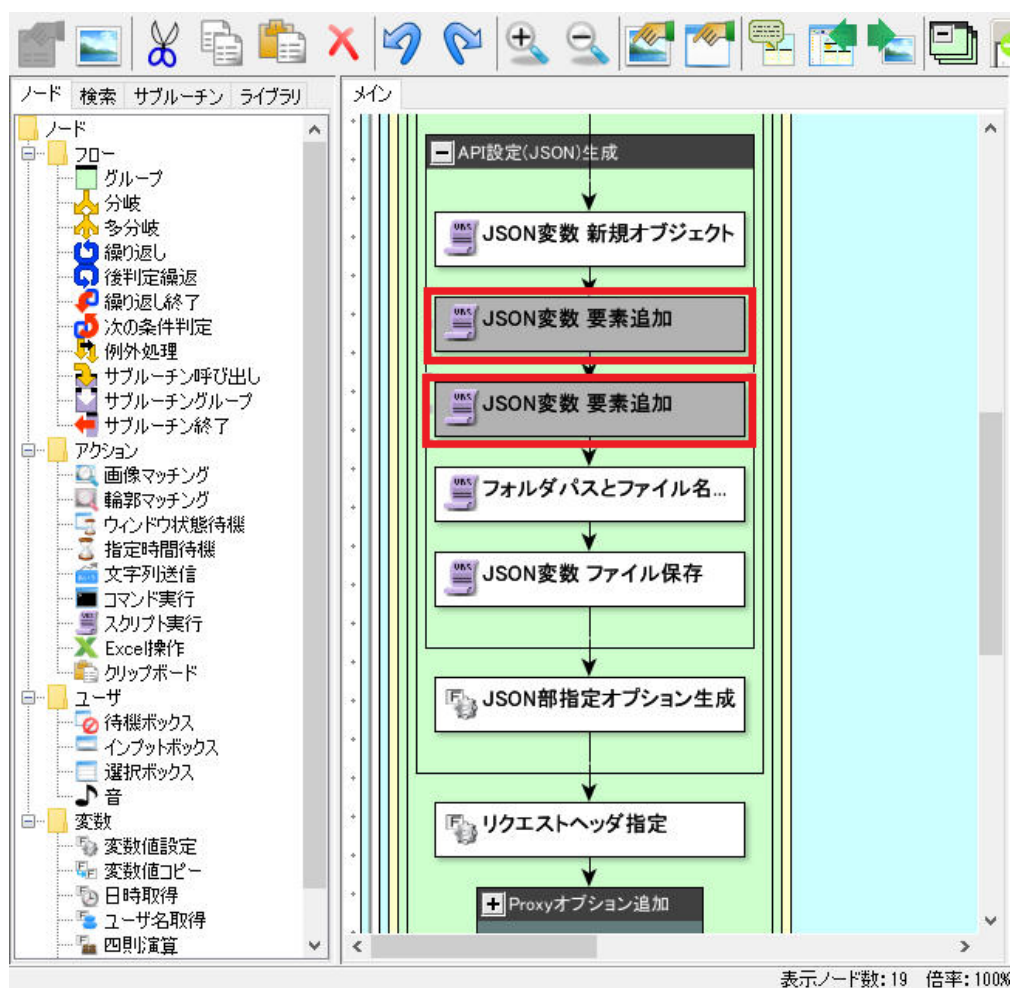 ノード 検索 サブルーチン ライブラリ
メイン
ノード
フロー
グループ
分岐
多分岐
繰り返し
後判定繰返
繰り返し終了
次の条件判定
例外処理
サブルーチン呼び出し
サブルーチングループ
サブルーチン終了
アクション
画像マッチング
輪郭マッチング
ウィンドウ状態待機
指定時間待機
文字列送信
コマンド実行
スクリプト実行
Excel操作
クリップボード
ユーザ
待機ボックス
インプットボックス
選択ボックス
音
変数
変数値設定
変数値コピー
日時取得
ユーザ名取得
四則演算
API設定(JSON)生成
JSON変数 新規オブジェクト
JSON変数 要素追加
JSON変数 要素追加
フォルダパスとファイル名...
JSON変数 ファイル保存
JSON部指定オプション生成
リクエストヘッダ指定
Proxyオプション追加
表示ノード数: 19 倍率: 100%